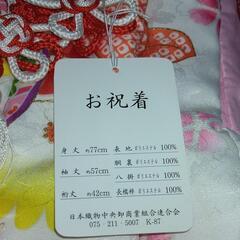 お祝着
身丈 約77cm 表地 ポリエステル 100%
胴裏 ポリエステル 100%
袖丈 約57cm
八掛 ポリエステル 100%
裄丈 約42cm 長襦袢 ポリエステル 100%
日本織物中央卸商業組合連合会
075-211-5007 K-87